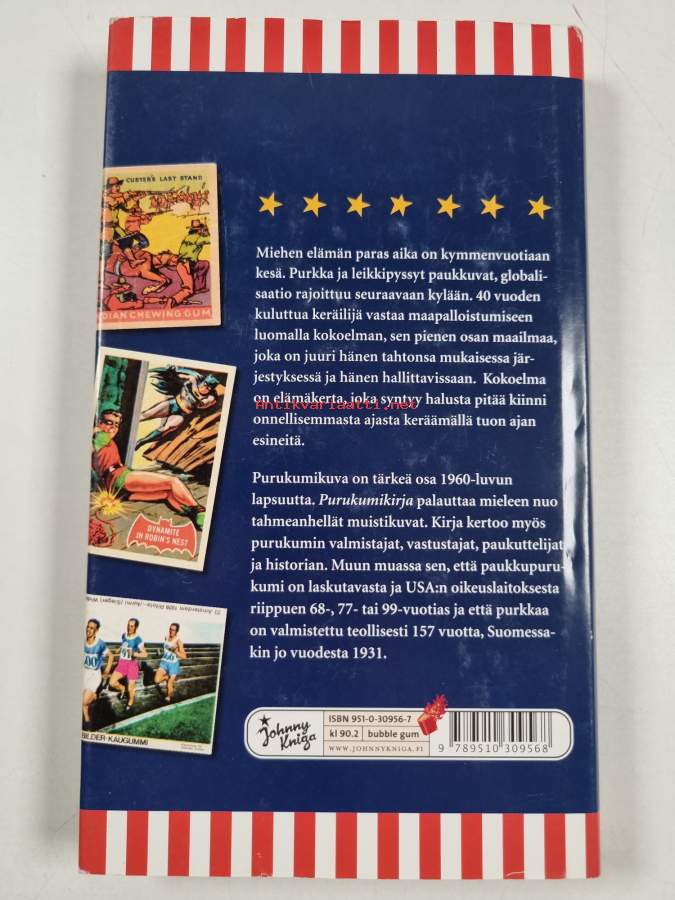 CUSTER'S LAST STAND
DIAN CHEWING GUM
Miehen elämän paras aika on kymmenvuotiaan
kesä. Purkka ja leikkipyssyt paukkuvat, globali-
saatio rajoittuu seuraavaan kylään. 40 vuoden
kuluttua keräilijä vastaa maapalloistumiseen
luomalla kokoelman, sen pienen osan maailmaa,
joka on juuri hänen tahtonsa mukaisessa jär-
jestyksessä ja hänen hallittavissaan. Kokoelma
on elämäkerta, joka syntyy halusta pitää kiinni
onnellisemmasta ajasta keräämällä tuon ajan
esineitä.
Antikvariaatti.net
DYNAMITE
IN ROBIN'S NEST
Purukumikuva on tärkeä osa 1960-luvun
lapsuutta. Purukumikirja palauttaa mieleen nuo
tahmeanhellät muistikuvat. Kirja kertoo myös
purukumin valmistajat, vastustajat, paukuttelijat
ja historian. Muun muassa sen, että paukkupuru-
kumi on laskutavasta ja USA:n oikeuslaitoksesta
riippuen 68-, 77- tai 99-vuotias ja että purkkaa
on valmistettu teollisesti 157 vuotta, Suomessa-
kin jo vuodesta 1931.
BILDER-KAUGUMMI
Johnny
Kniga
ISBN 951-0-30956-7
kl 90.2 bubble gum
WWW.JOHNNYKNIGA.FI
9 789510 309568